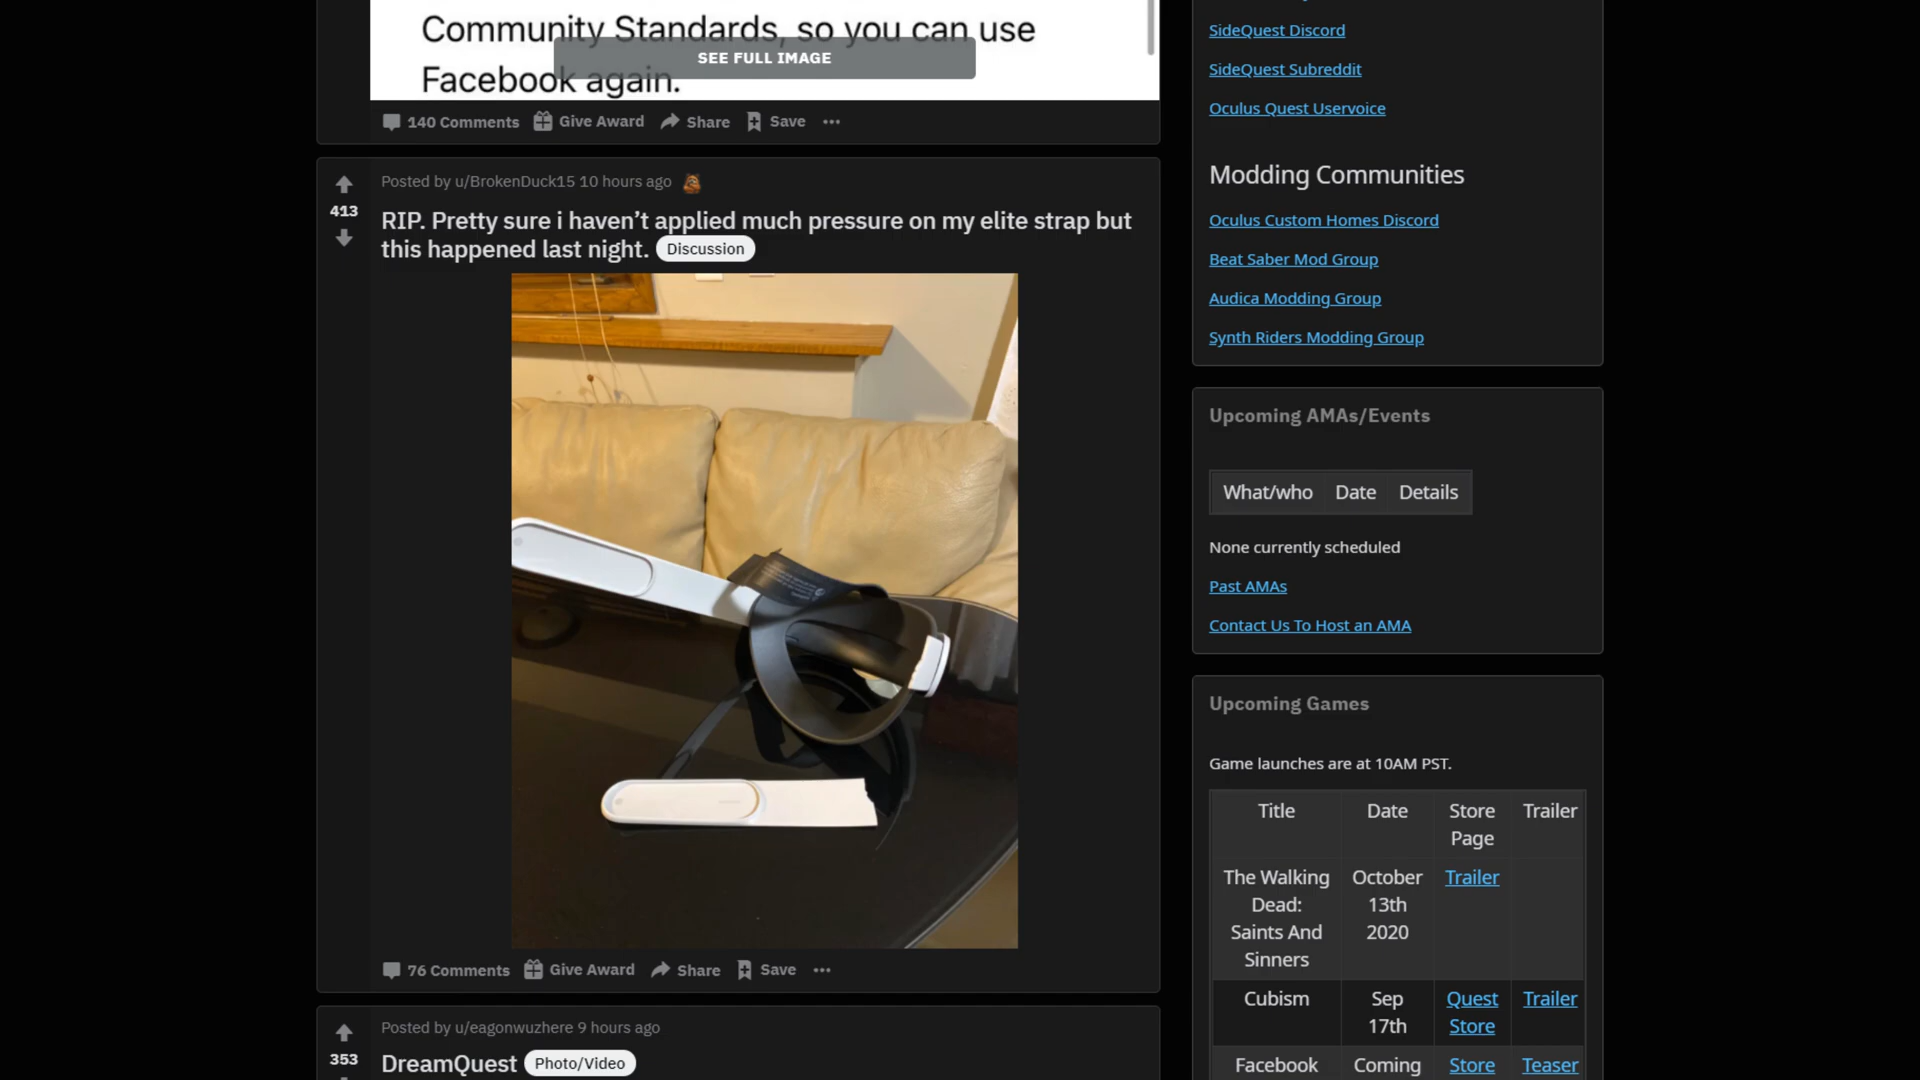 Community Standards, so you can use
SEE FULL IMAGE
Facebook again.
140 Comments Give Award Share Save
413
Posted by u/BrokenDuck15 10 hours ago
RIP. Pretty sure i haven’t applied much pressure on my elite strap but
this happened last night. Discussion
76 Comments Give Award Share Save
353
Posted by u/eagonwuzhere 9 hours ago
DreamQuest Photo/Video
SideQuest Discord
SideQuest Subreddit
Oculus Quest Uservoice
Modding Communities
Oculus Custom Homes Discord
Beat Saber Mod Group
Audica Modding Group
Synth Riders Modding Group
Upcoming AMAs/Events
What/who Date Details
None currently scheduled
Past AMAs
Contact Us To Host an AMA
Upcoming Games
Game launches are at 10AM PST.
Title Date Store Trailer
Page
The Walking October Trailer
Dead: 13th
Saints And 2020
Sinners
Cubism Sep Quest Trailer
17th Store
Facebook Coming Store Teaser